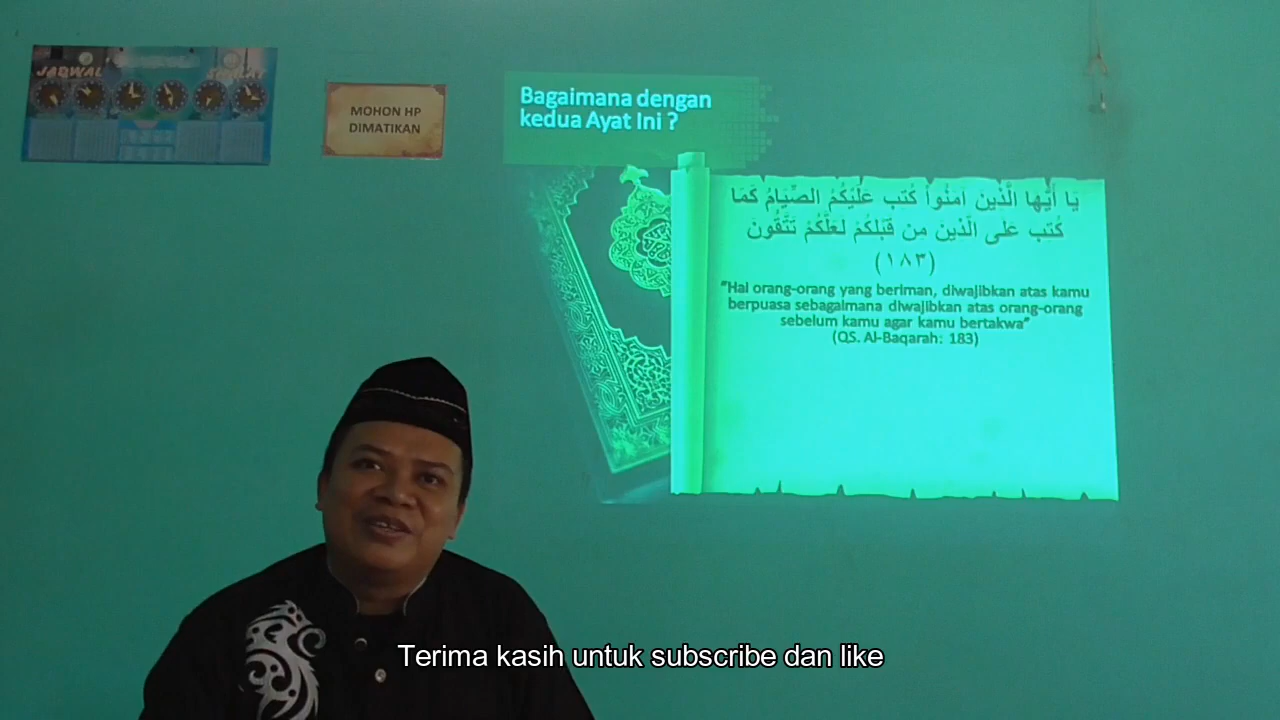 JADWAL SHALAT
MOHON HP
DIMATIKAN
Bagaimana dengan
kedua Ayat Ini ?
يَا أَيُّهَا الَّذِينَ آمَنُواْ كُتِبَ عَلَيْكُمُ الصِّيَامُ كَمَا
كُتِبَ عَلَى الَّذِينَ مِن قَبْلِكُمْ لَعَلَّكُمْ تَتَّقُونَ
(١٨٣)
"Hai orang-orang yang beriman, diwajibkan atas kamu
berpuasa sebagaimana diwajibkan atas orang-orang
sebelum kamu agar kamu bertakwa"
(QS. Al-Baqarah: 183)
Terima kasih untuk subscribe dan like